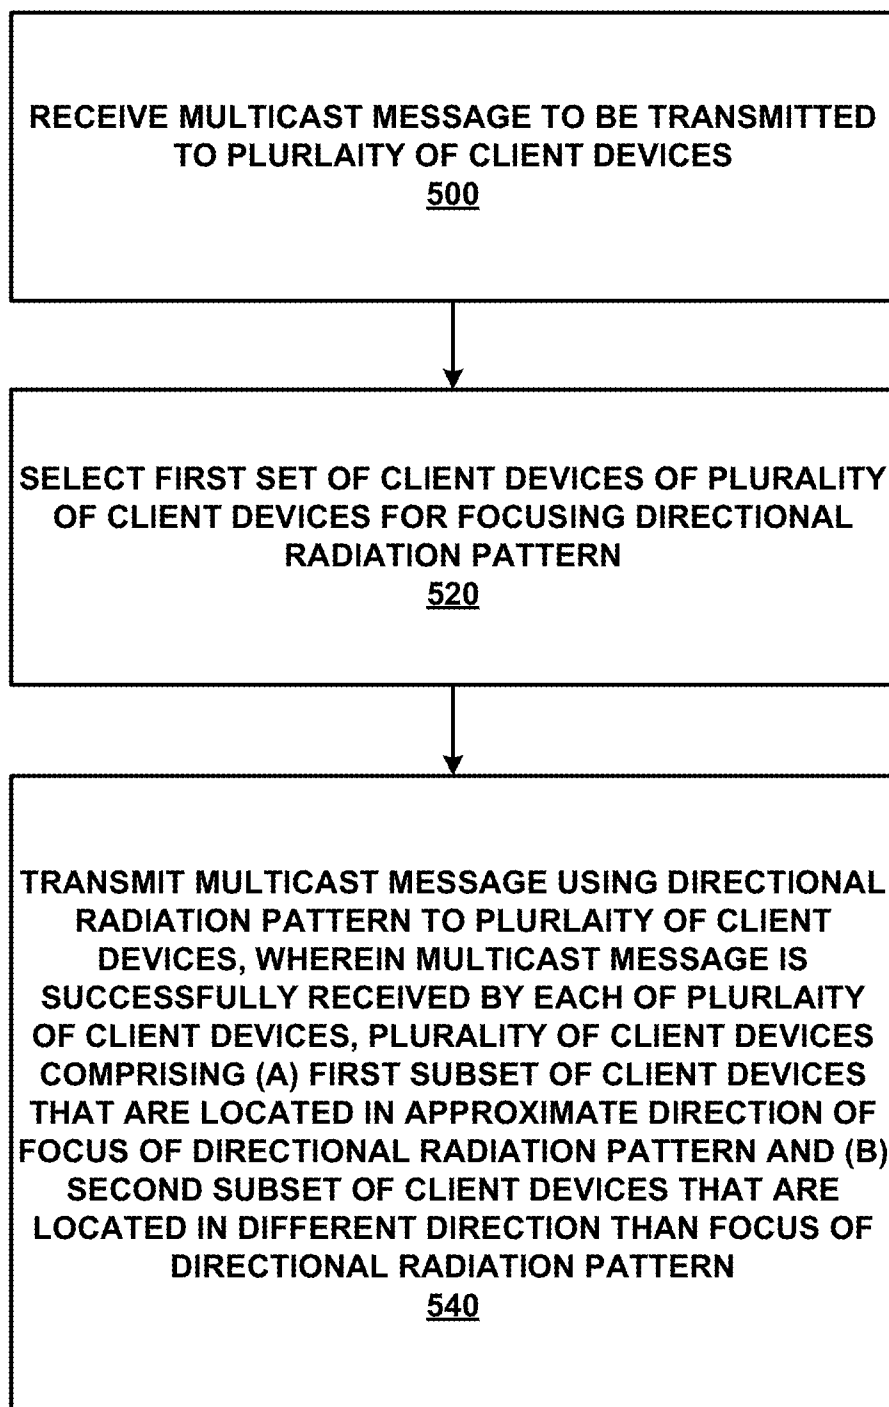 RECEIVE MULTICAST MESSAGE TO BE TRANSMITTED
TO PLURLAITY OF CLIENT DEVICES
500
SELECT FIRST SET OF CLIENT DEVICES OF PLURALITY
OF CLIENT DEVICES FOR FOCUSING DIRECTIONAL
RADIATION PATTERN
520
TRANSMIT MULTICAST MESSAGE USING DIRECTIONAL
RADIATION PATTERN TO PLURLAITY OF CLIENT
DEVICES, WHEREIN MULTICAST MESSAGE IS
SUCCESSFULLY RECEIVED BY EACH OF PLURLAITY
OF CLIENT DEVICES, PLURALITY OF CLIENT DEVICES
COMPRISING (A) FIRST SUBSET OF CLIENT DEVICES
THAT ARE LOCATED IN APPROXIMATE DIRECTION OF
FOCUS OF DIRECTIONAL RADIATION PATTERN AND (B)
SECOND SUBSET OF CLIENT DEVICES THAT ARE
LOCATED IN DIFFERENT DIRECTION THAN FOCUS OF
DIRECTIONAL RADIATION PATTERN
540